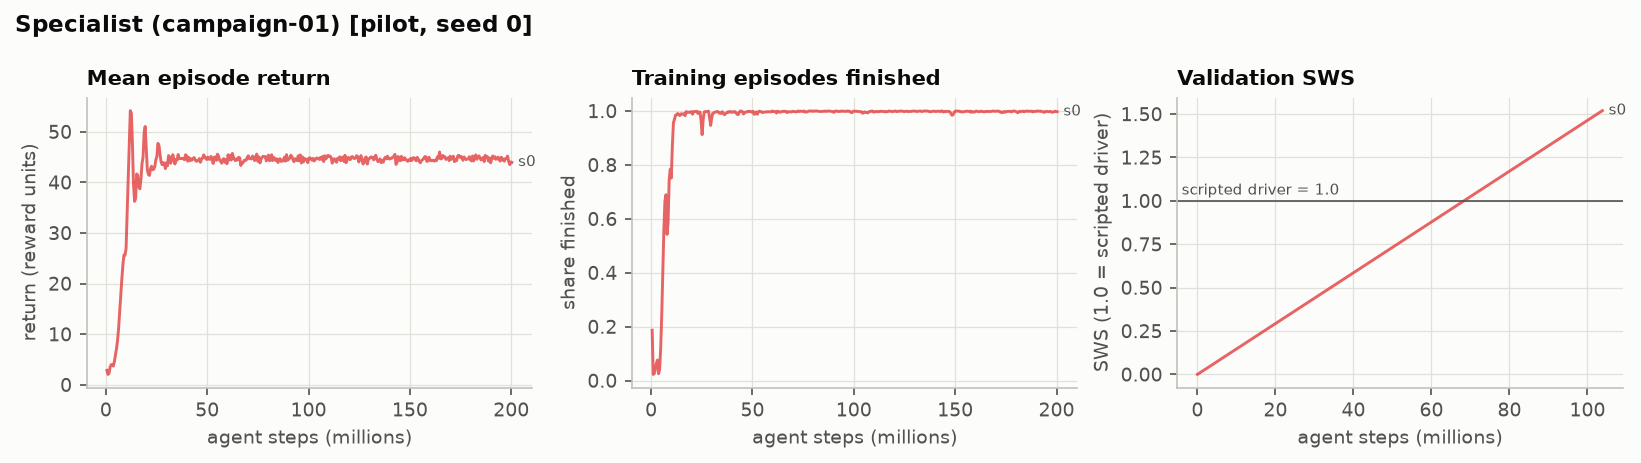 Specialist (campaign-01) [pilot, seed 0]
Mean episode return
return (reward units)
50
40
30
20
10
0
s0
0 50 100 150 200
agent steps (millions)
Training episodes finished
share finished
1.0
0.8
0.6
0.4
0.2
0.0
s0
0 50 100 150 200
agent steps (millions)
Validation SWS
SWS (1.0 = scripted driver)
1.50
1.25
1.00
0.75
0.50
0.25
0.00
s0
scripted driver = 1.0
0 20 40 60 80 100
agent steps (millions)